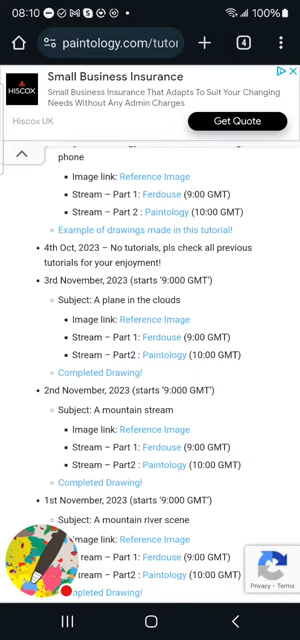 08:10
100%
paintology.com/tutor
4
HISCOX
Small Business Insurance
Small Business Insurance That Adapts To Suit Your Changing
Needs Without Any Admin Charges
Hiscox UK
Get Quote
phone
Image link: Reference Image
Stream – Part 1: Ferdouse (9:00 GMT)
Stream – Part 2 : Paintology (10:00 GMT)
Example of drawings made in this tutorial!
4th Oct, 2023 – No tutorials, pls check all previous
tutorials for your enjoyment!
3rd November, 2023 (starts '9:000 GMT')
Subject: A plane in the clouds
Image link: Reference Image
Stream – Part 1: Ferdouse (9:00 GMT)
Stream – Part2 : Paintology (10:00 GMT)
Completed Drawing!
2nd November, 2023 (starts '9:000 GMT')
Subject: A mountain stream
Image link: Reference Image
Stream – Part 1: Ferdouse (9:00 GMT)
Stream – Part2 : Paintology (10:00 GMT)
Completed Drawing!
1st November, 2023 (starts '9:000 GMT')
Subject: A mountain river scene
Image link: Reference Image
Stream – Part 1: Ferdouse (9:00 GMT)
Stream – Part2 : Paintology (10:00 GMT)
Completed Drawing!
Privacy - Terms